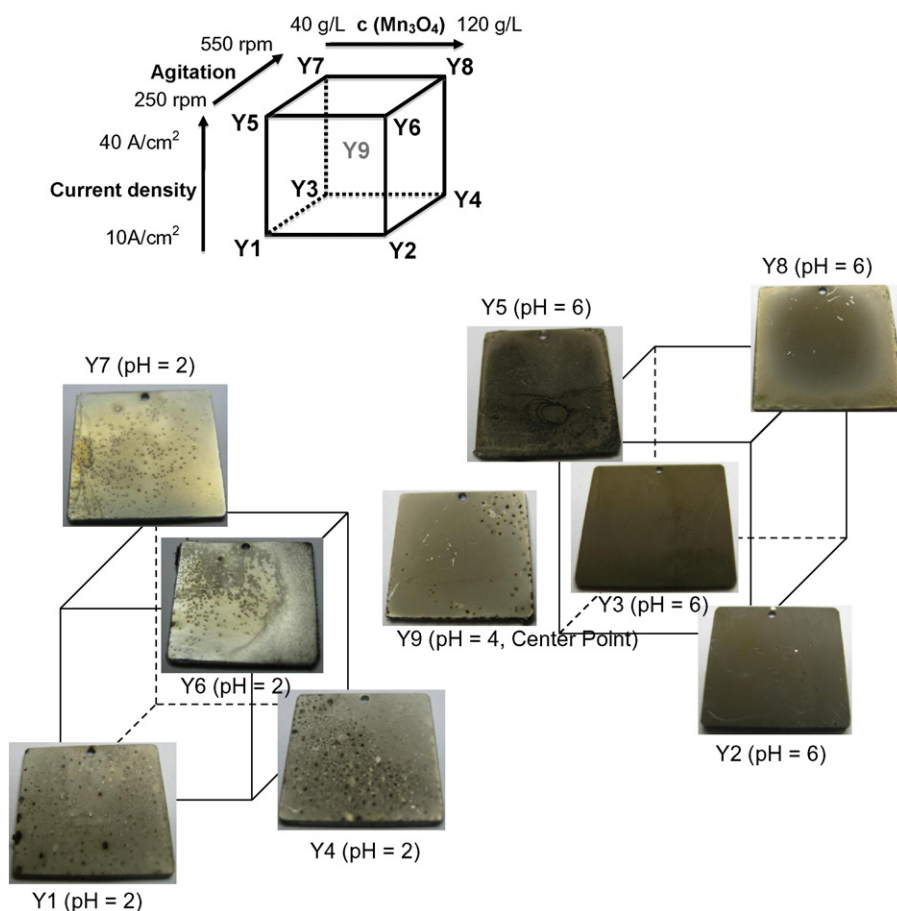 40 g/L c (Mn₃O₄) 120 g/L
550 rpm
Agitation
250 rpm
Y7
Y8
Y5
Y6
40 A/cm²
Y9
Current density
Y3
Y4
10A/cm²
Y1
Y2
Y8 (pH = 6)
Y5 (pH = 6)
Y7 (pH = 2)
Y3 (pH = 6)
Y9 (pH = 4, Center Point)
Y6 (pH = 2)
Y2 (pH = 6)
Y4 (pH = 2)
Y1 (pH = 2)